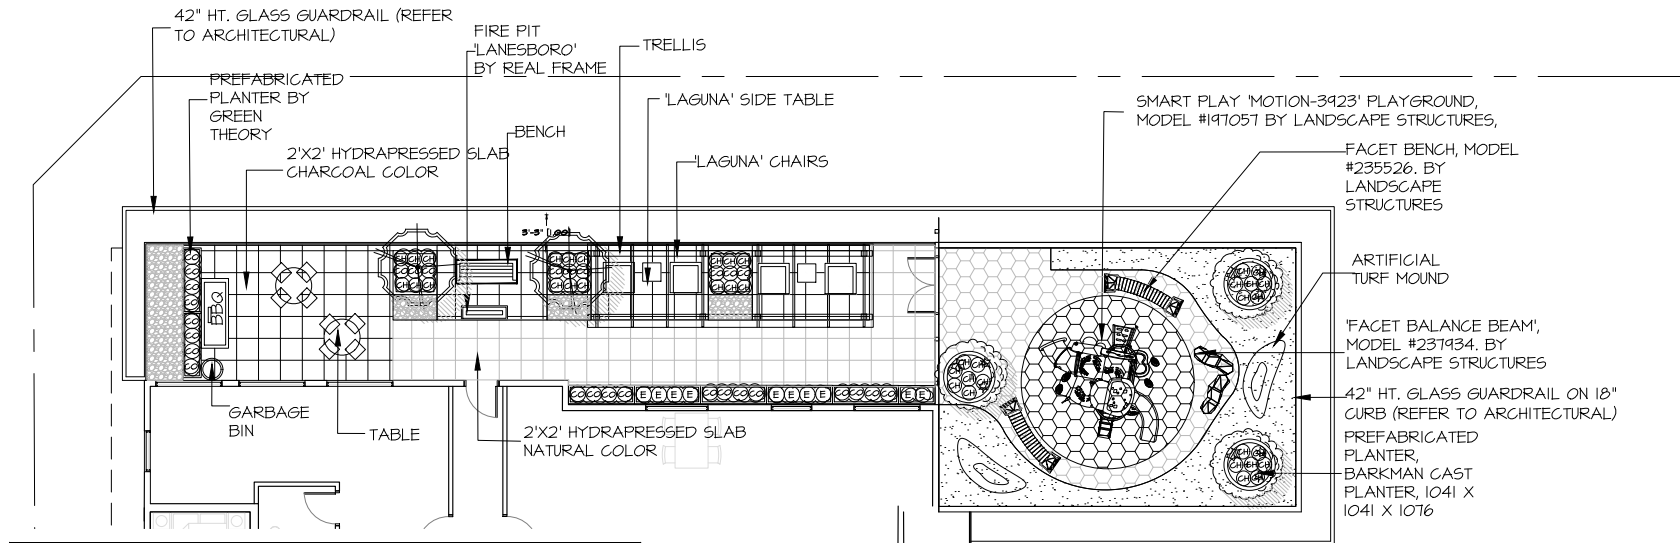 42" HT. GLASS GUARDRAIL (REFER
TO ARCHITECTURAL)
FIRE PIT
'LANESBORO'
BY REAL FRAME
TRELLIS
PREFABRICATED
PLANTER BY
GREEN
THEORY
'LAGUNA' SIDE TABLE
SMART PLAY 'MOTION-3923' PLAYGROUND,
MODEL #197057 BY LANDSCAPE STRUCTURES,
BENCH
2'X2' HYDRAPRESSED SLAB
CHARCOAL COLOR
'LAGUNA' CHAIRS
FACET BENCH, MODEL
#235526. BY
LANDSCAPE
STRUCTURES
ARTIFICIAL
TURF MOUND
BBQ
'FACET BALANCE BEAM',
MODEL #237934. BY
LANDSCAPE STRUCTURES
42" HT. GLASS GUARDRAIL ON 18"
CURB (REFER TO ARCHITECTURAL)
GARBAGE
BIN
TABLE
2'X2' HYDRAPRESSED SLAB
NATURAL COLOR
E E E E
E E E E
E E
PREFABRICATED
PLANTER,
BARKMAN CAST
PLANTER, 1041 X
1041 X 1076